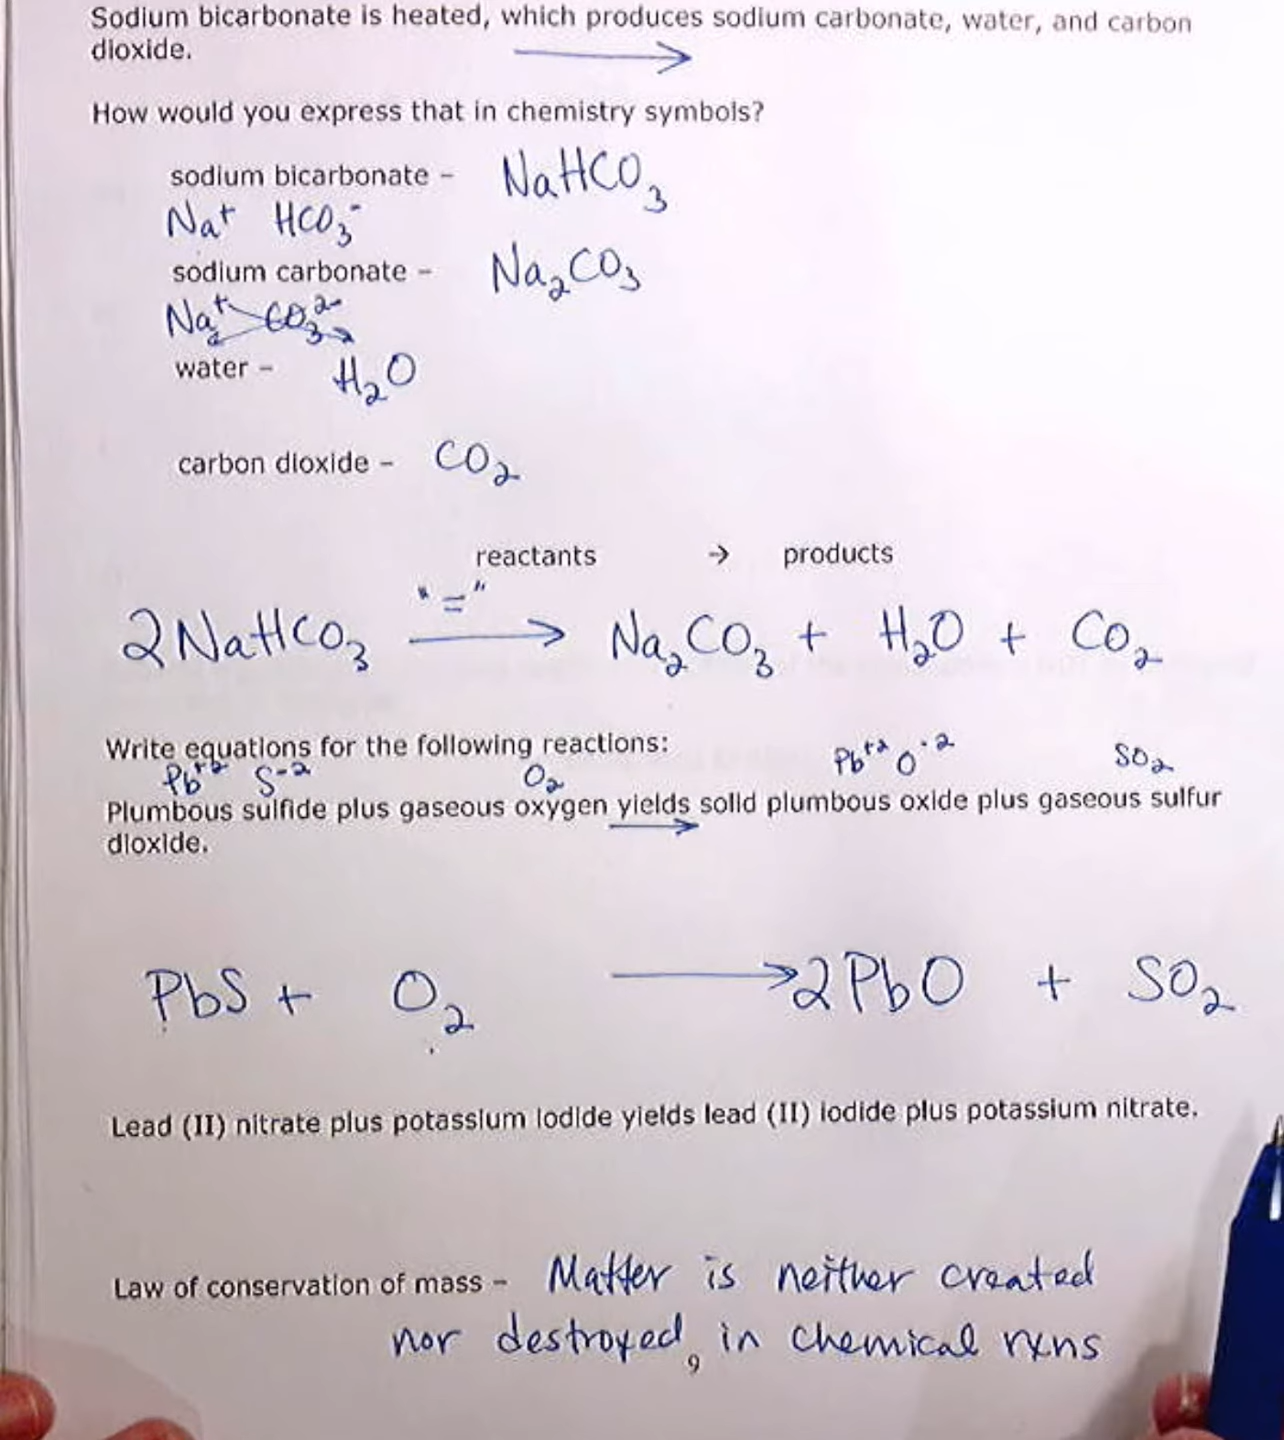 Sodium bicarbonate is heated, which produces sodium carbonate, water, and carbon
dioxide.
How would you express that in chemistry symbols?
sodium bicarbonate - NaHCO₃
Na⁺ HCO₃⁻
sodium carbonate - Na₂CO₃
Na⁺₂ CO₃²⁻
water - H₂O
carbon dioxide - CO₂
reactants → products
"="
2NaHCO₃ → Na₂CO₃ + H₂O + CO₂
Write equations for the following reactions:
Pb⁺² S⁻² O₂ Pb⁺² O⁻² SO₂
Plumbous sulfide plus gaseous oxygen yields solid plumbous oxide plus gaseous sulfur
dioxide.
PbS + O₂ → 2PbO + SO₂
Lead (II) nitrate plus potassium iodide yields lead (II) iodide plus potassium nitrate.
Law of conservation of mass - Matter is neither created
nor destroyed, in chemical rxns
9